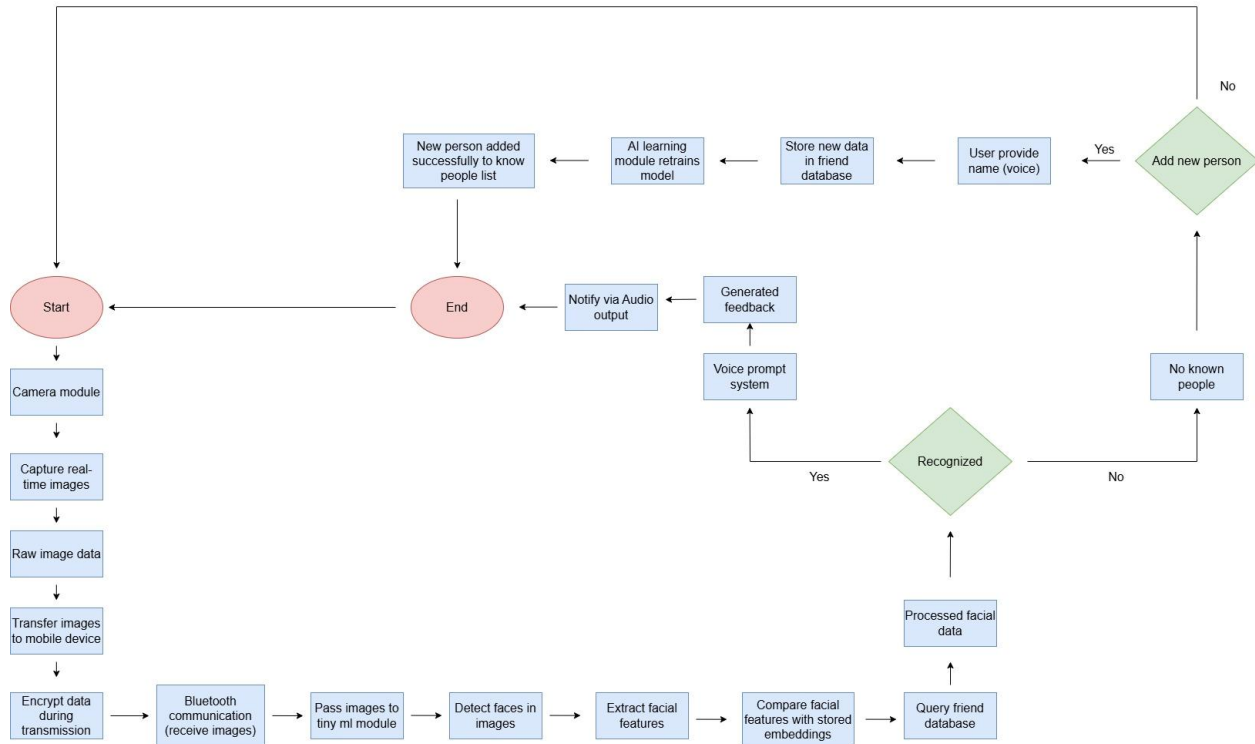 No
New person added
successfully to know
people list
AI learning
module retrains
model
Store new data
in friend
database
User provide
name (voice)
Yes
Add new person
Start
End
Notify via Audio
output
Generated
feedback
Camera module
Voice prompt
system
No known
people
Capture real-
time images
Recognized
Yes
No
Raw image data
Transfer images
to mobile device
Processed facial
data
Encrypt data
during
transmission
Bluetooth
communication
(receive images)
Pass images to
tiny ml module
Detect faces in
images
Extract facial
features
Compare facial
features with stored
embeddings
Query friend
database